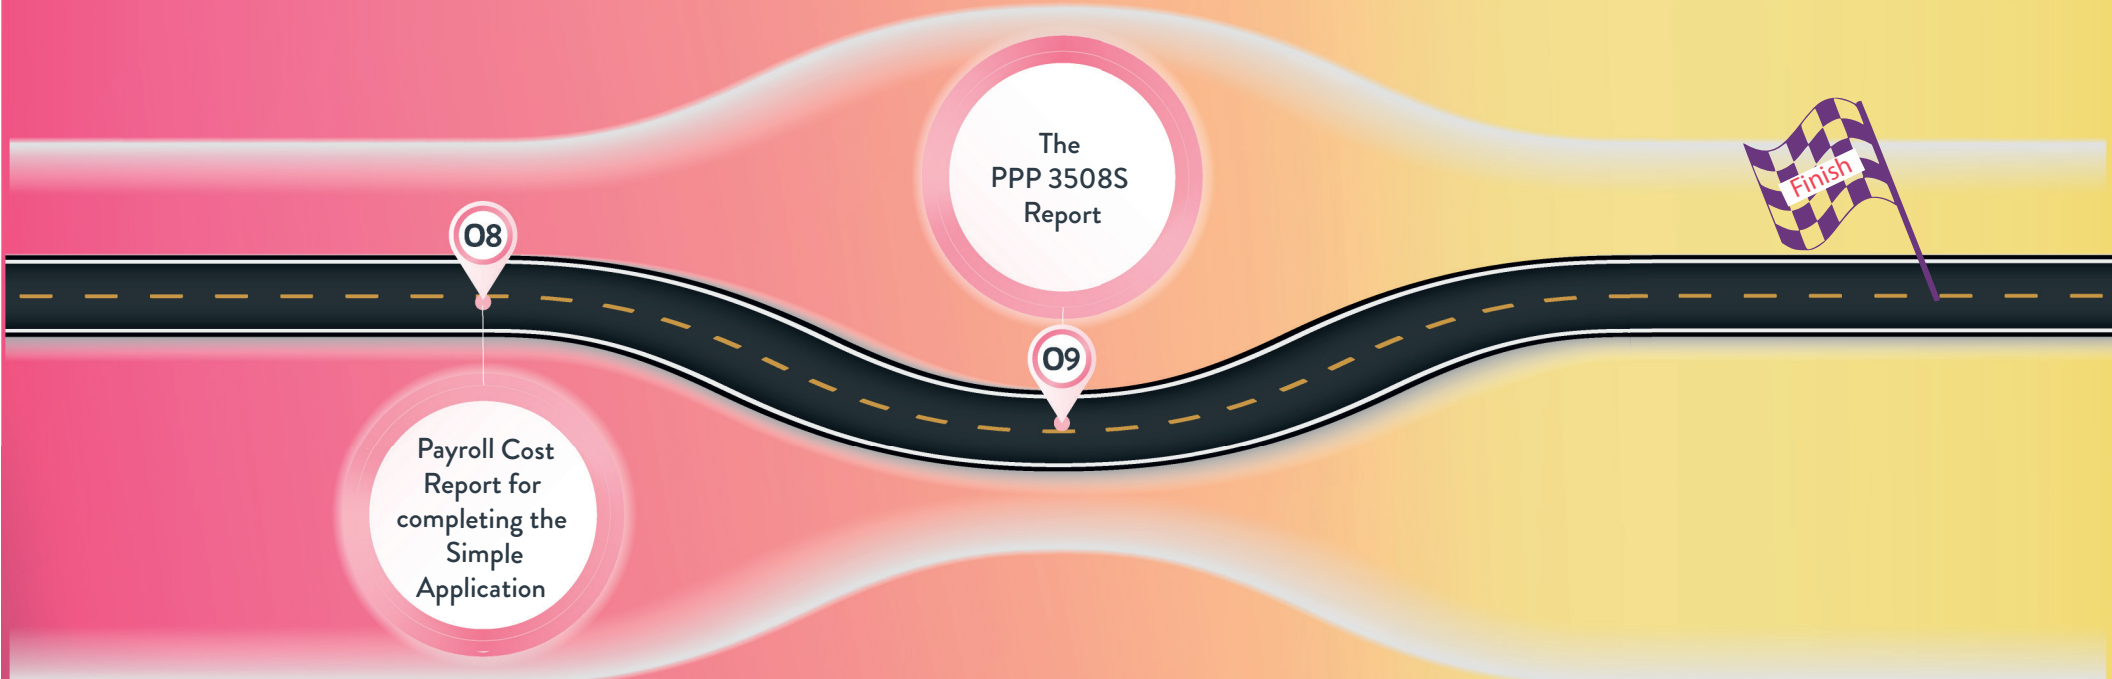 08
Payroll Cost
Report for
completing the
Simple
Application
The
PPP 3508S
Report
09
Finish